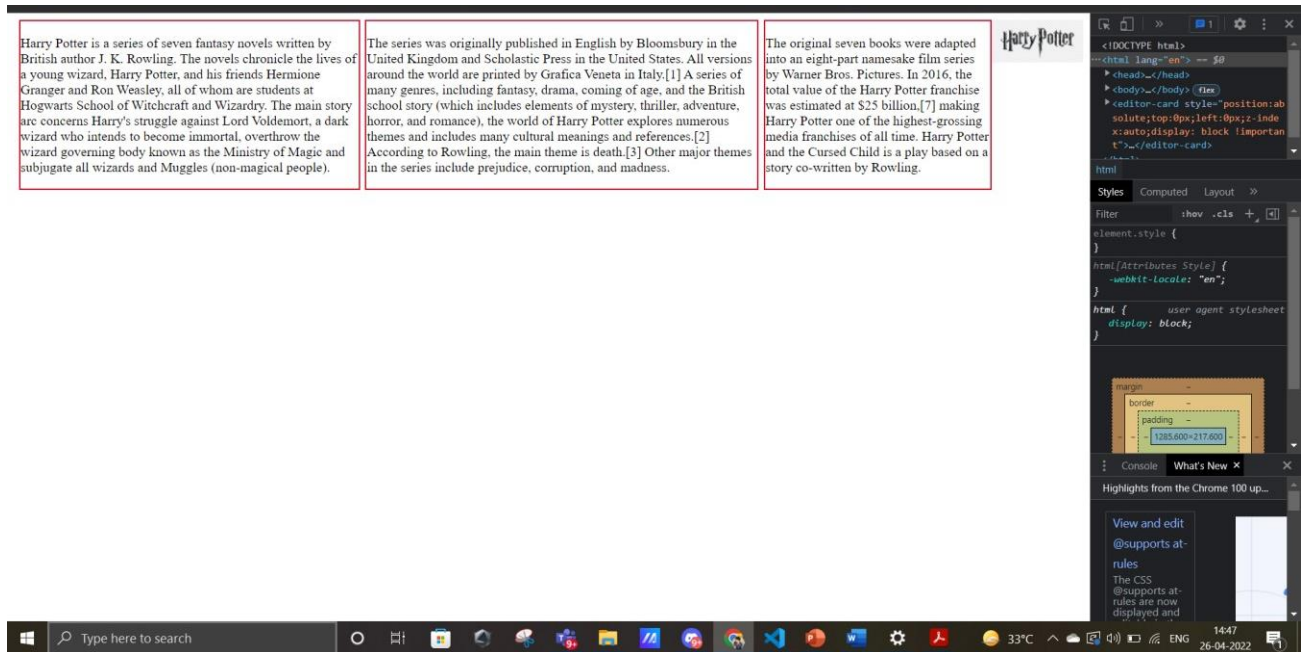 Harry Potter is a series of seven fantasy novels written by
British author J. K. Rowling. The novels chronicle the lives of
a young wizard, Harry Potter, and his friends Hermione
Granger and Ron Weasley, all of whom are students at
Hogwarts School of Witchcraft and Wizardry. The main story
arc concerns Harry's struggle against Lord Voldemort, a dark
wizard who intends to become immortal, overthrow the
wizard governing body known as the Ministry of Magic and
subjugate all wizards and Muggles (non-magical people).
The series was originally published in English by Bloomsbury in the
United Kingdom and Scholastic Press in the United States. All versions
around the world are printed by Grafica Veneta in Italy.[1] A series of
many genres, including fantasy, drama, coming of age, and the British
school story (which includes elements of mystery, thriller, adventure,
horror, and romance), the world of Harry Potter explores numerous
themes and includes many cultural meanings and references.[2]
According to Rowling, the main theme is death.[3] Other major themes
in the series include prejudice, corruption, and madness.
The original seven books were adapted
into an eight-part namesake film series
by Warner Bros. Pictures. In 2016, the
total value of the Harry Potter franchise
was estimated at $25 billion,[7] making
Harry Potter one of the highest-grossing
media franchises of all time. Harry Potter
and the Cursed Child is a play based on a
story co-written by Rowling.
Harry Potter
» 1
<!DOCTYPE html>
<html lang="en"> == $0
<head>…</head>
<body>…</body> flex
<editor-card style="position:ab
solute;top:0px;left:0px;z-inde
x:auto;display: block !importan
t">…</editor-card>
html
Styles Computed Layout »
Filter :hov .cls +
element.style {
}
html[Attributes Style] {
-webkit-locale: "en";
}
html { user agent stylesheet
display: block;
}
margin -
border -
padding -
- - - 1285.600×217.600 - - -
Console What's New ×
Highlights from the Chrome 100 up...
View and edit
@supports at-
rules
The CSS
@supports at-
rules are now
displayed and
Type here to search
33°C ENG 14:47
26-04-2022